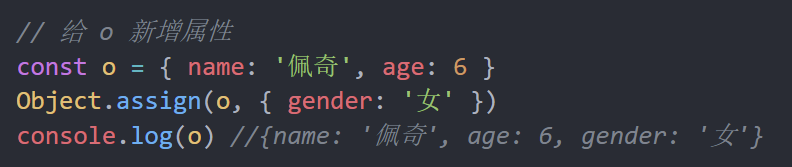 // 给 o 新增属性
const o = { name: '佩奇', age: 6 }
Object.assign(o, { gender: '女' })
console.log(o) //{name: '佩奇', age: 6, gender: '女'}